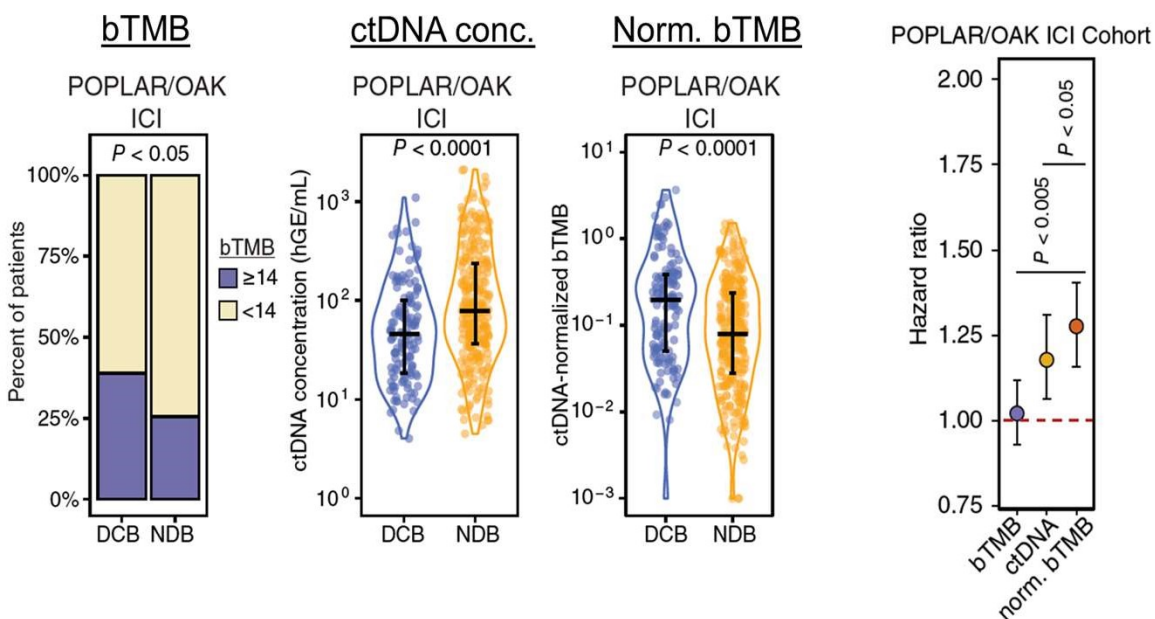 bTMB
POPLAR/OAK
ICI
P < 0.05
100%
75%
50%
25%
0%
Percent of patients
DCB NDB
bTMB
≥14
<14
ctDNA conc.
POPLAR/OAK
ICI
P < 0.0001
10³
10²
10¹
10⁰
ctDNA concentration (hGE/mL)
DCB NDB
Norm. bTMB
POPLAR/OAK
ICI
P < 0.0001
10¹
10⁰
10⁻¹
10⁻²
10⁻³
ctDNA-normalized bTMB
DCB NDB
POPLAR/OAK ICI Cohort
2.00
1.75
1.50
1.25
1.00
0.75
Hazard ratio
P < 0.005
P < 0.05
bTMB
ctDNA
norm. bTMB